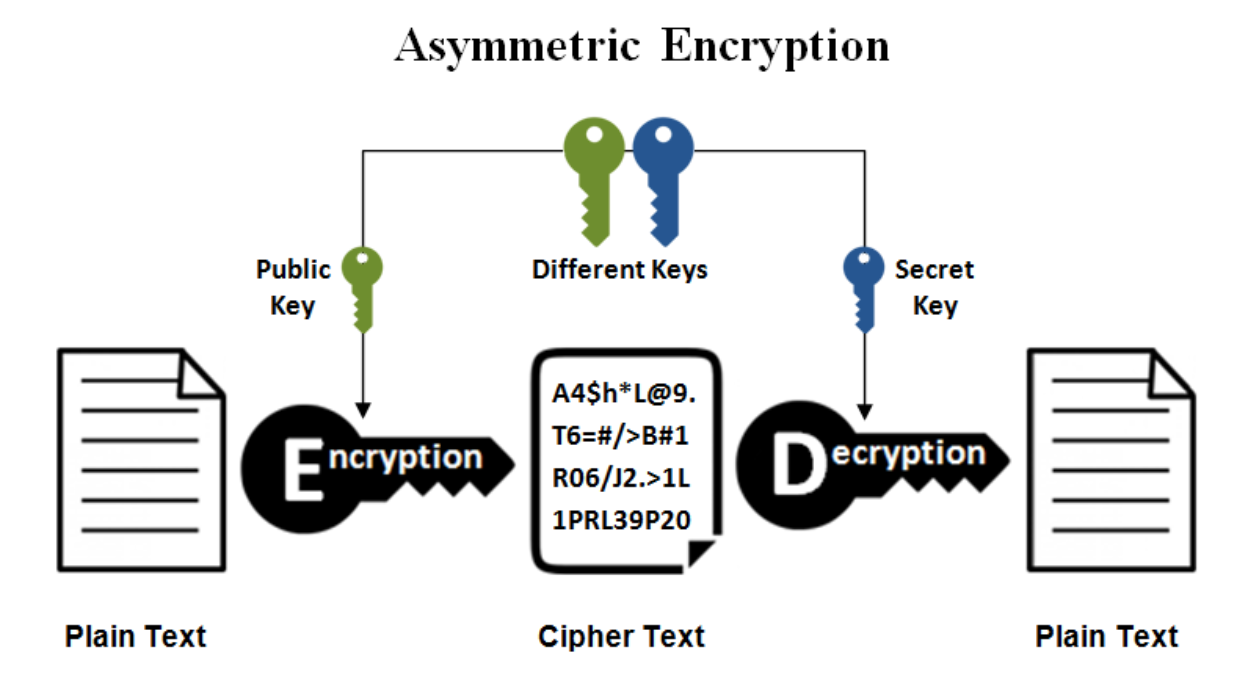 Asymmetric Encryption
Different Keys
Public
Key
Secret
Key
Encryption
A4$h*L@9.
T6=#/>B#1
R06/J2.>1L
1PRL39P20
Decryption
Plain Text
Cipher Text
Plain Text